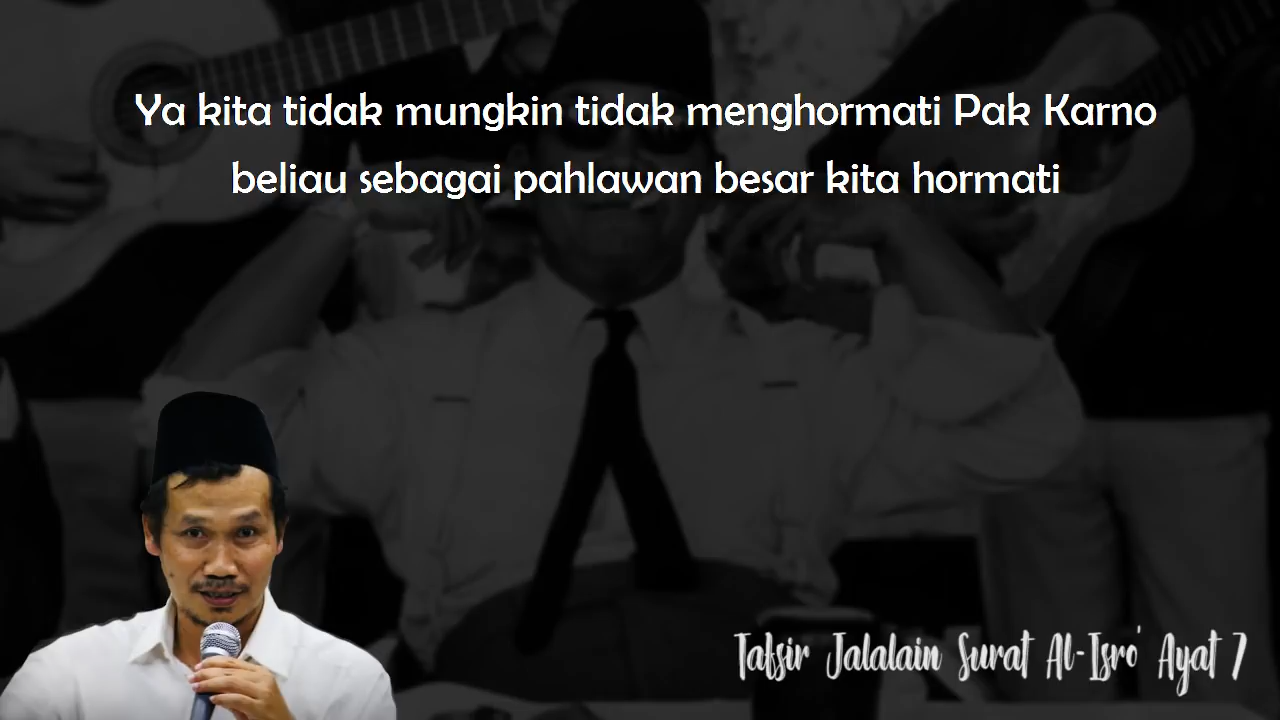 Ya kita tidak mungkin tidak menghormati Pak Karno
beliau sebagai pahlawan besar kita hormati
Tafsir Jalalain Surat Al-Isro' Ayat 7